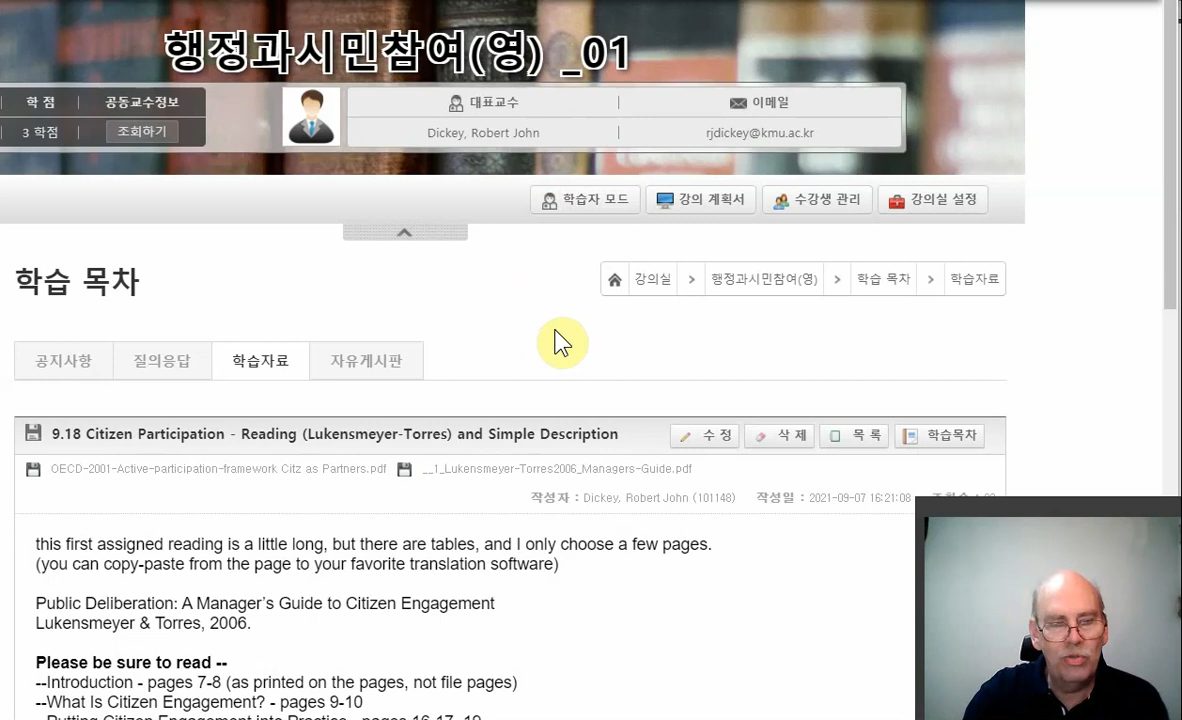 행정과시민참여(영) _01
학 점 | 공동교수정보
3 학점 | 조회하기
대표교수 | 이메일
Dickey, Robert John | rjdickey@kmu.ac.kr
학습자 모드 강의 계획서 수강생 관리 강의실 설정
학습 목차
강의실 > 행정과시민참여(영) > 학습 목차 > 학습자료
공지사항 질의응답 학습자료 자유게시판
9.18 Citizen Participation - Reading (Lukensmeyer-Torres) and Simple Description
수 정 삭 제 목 록 학습목차
OECD-2001-Active-participation-framework Citz as Partners.pdf __1_Lukensmeyer-Torres2006_Managers-Guide.pdf
작성자 : Dickey, Robert John (101148) 작성일 : 2021-09-07 16:21:08
this first assigned reading is a little long, but there are tables, and I only choose a few pages.
(you can copy-paste from the page to your favorite translation software)
Public Deliberation: A Manager's Guide to Citizen Engagement
Lukensmeyer & Torres, 2006.
Please be sure to read --
--Introduction - pages 7-8 (as printed on the pages, not file pages)
--What Is Citizen Engagement? - pages 9-10
--Putting Citizen Engagement into Practice - pages 16-17, 19